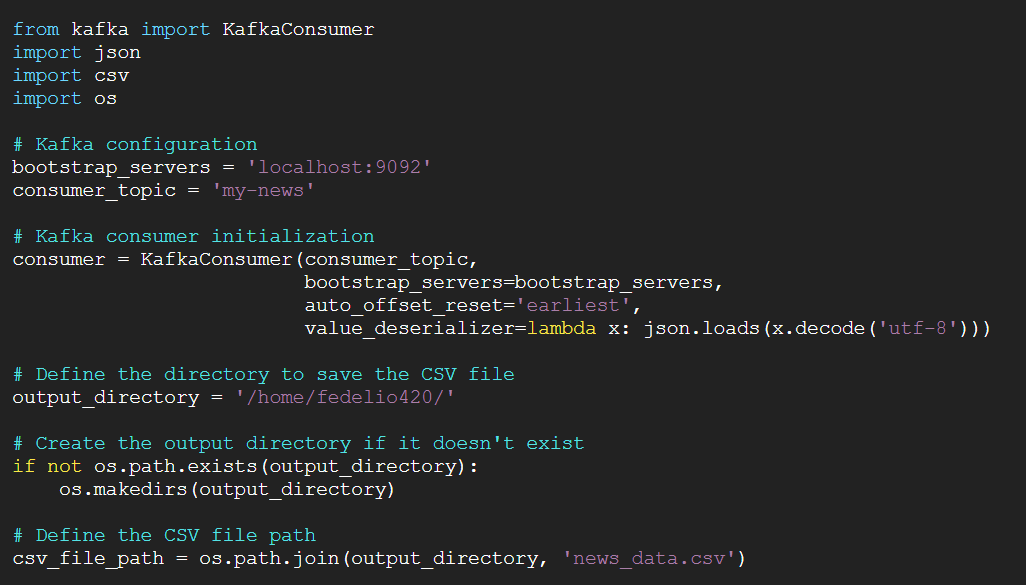 from kafka import KafkaConsumer
import json
import csv
import os
# Kafka configuration
bootstrap_servers = 'localhost:9092'
consumer_topic = 'my-news'
# Kafka consumer initialization
consumer = KafkaConsumer(consumer_topic,
                         bootstrap_servers=bootstrap_servers,
                         auto_offset_reset='earliest',
                         value_deserializer=lambda x: json.loads(x.decode('utf-8')))
# Define the directory to save the CSV file
output_directory = '/home/fedelio420/'
# Create the output directory if it doesn't exist
if not os.path.exists(output_directory):
    os.makedirs(output_directory)
# Define the CSV file path
csv_file_path = os.path.join(output_directory, 'news_data.csv')